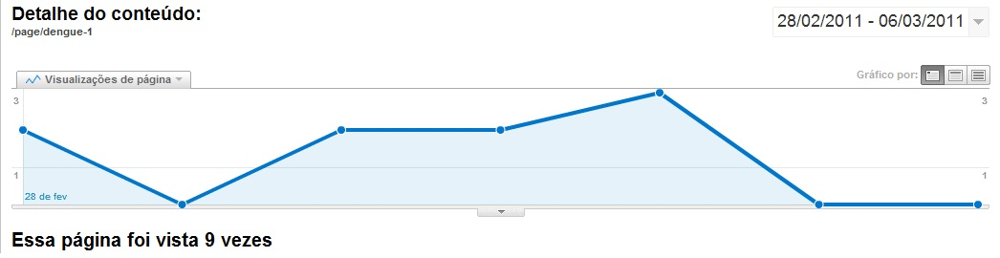 Detalhe do conteúdo:
/page/dengue-1
28/02/2011 - 06/03/2011
Visualizações de página
Gráfico por:
3 3
1 1
28 de fev
Essa página foi vista 9 vezes